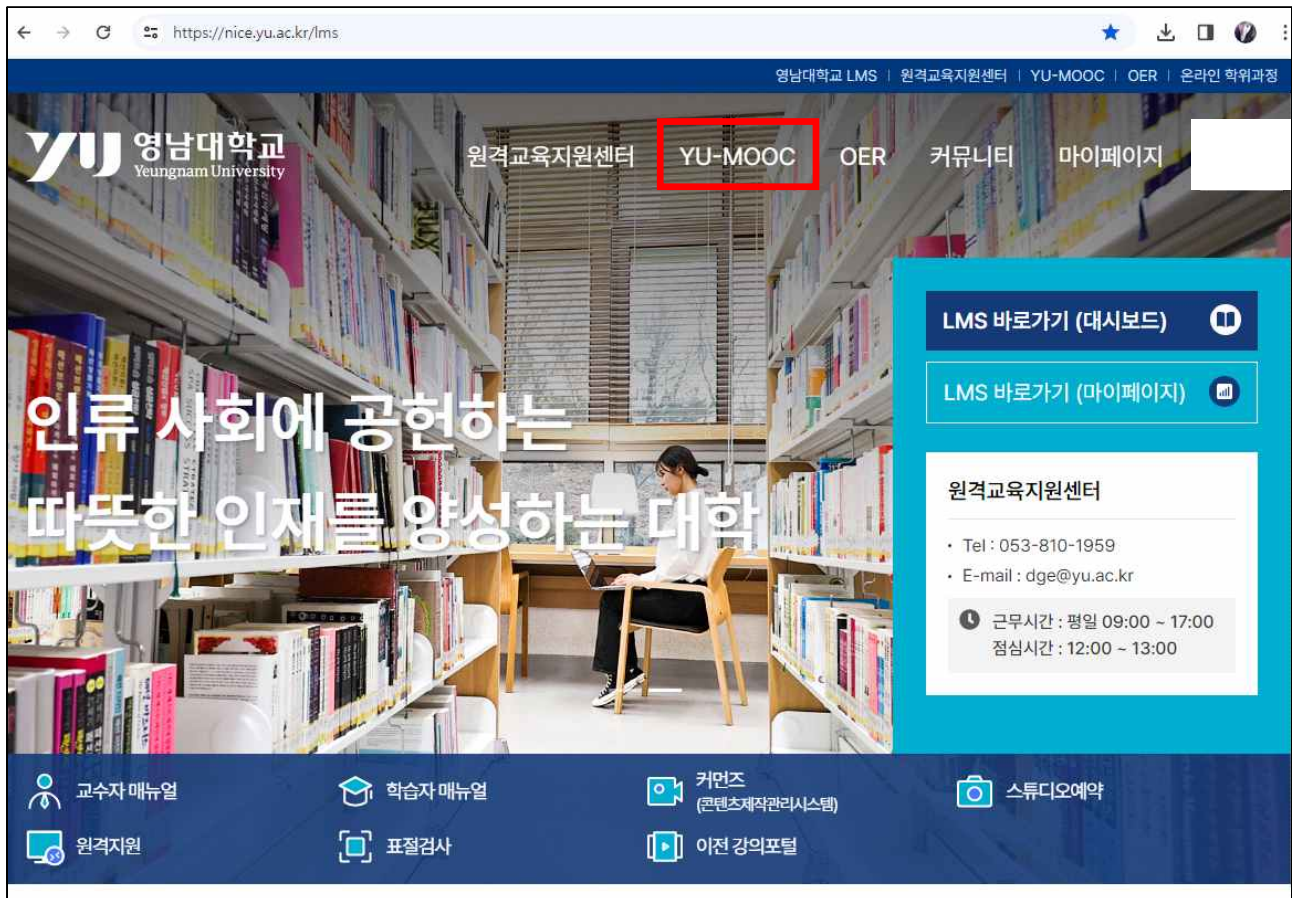 https://nice.yu.ac.kr/lms
영남대학교 LMS | 원격교육지원센터 | YU-MOOC | OER | 온라인 학위과정
YU 영남대학교
Yeungnam University
원격교육지원센터 YU-MOOC OER 커뮤니티 마이페이지
LMS 바로가기 (대시보드)
LMS 바로가기 (마이페이지)
인류 사회에 공헌하는
따뜻한 인재를 양성하는 대학
원격교육지원센터
• Tel : 053-810-1959
• E-mail : dge@yu.ac.kr
근무시간 : 평일 09:00 ~ 17:00
점심시간 : 12:00 ~ 13:00
교수자 매뉴얼
학습자 매뉴얼
커먼즈
(콘텐츠제작관리시스템)
스튜디오예약
원격지원
표절검사
이전 강의포털